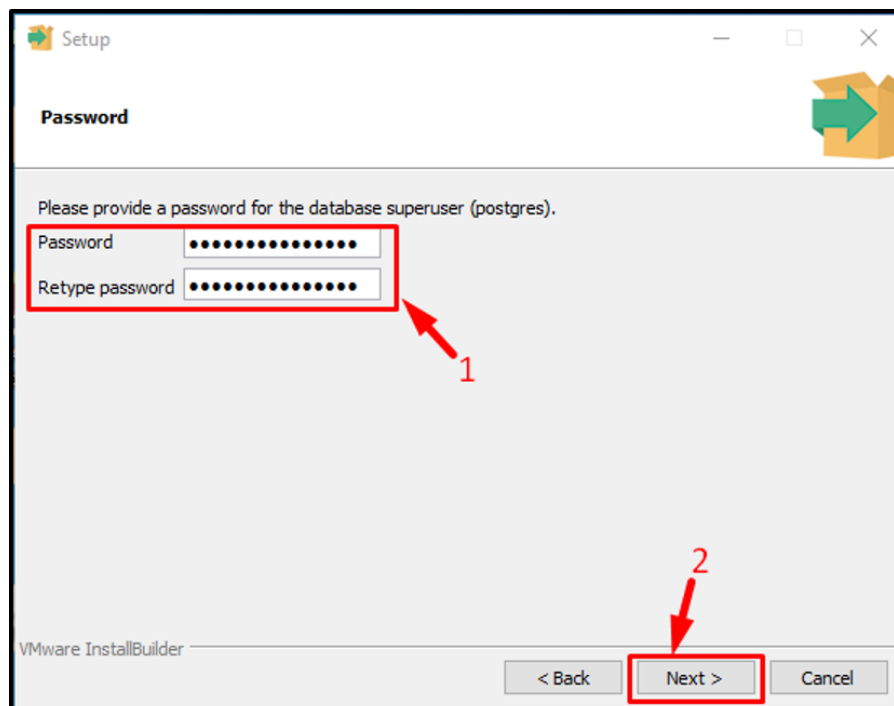 Setup
Password
Please provide a password for the database superuser (postgres).
Password •••••••••••••••
Retype password •••••••••••••••
1
2
VMware InstallBuilder
< Back Next > Cancel